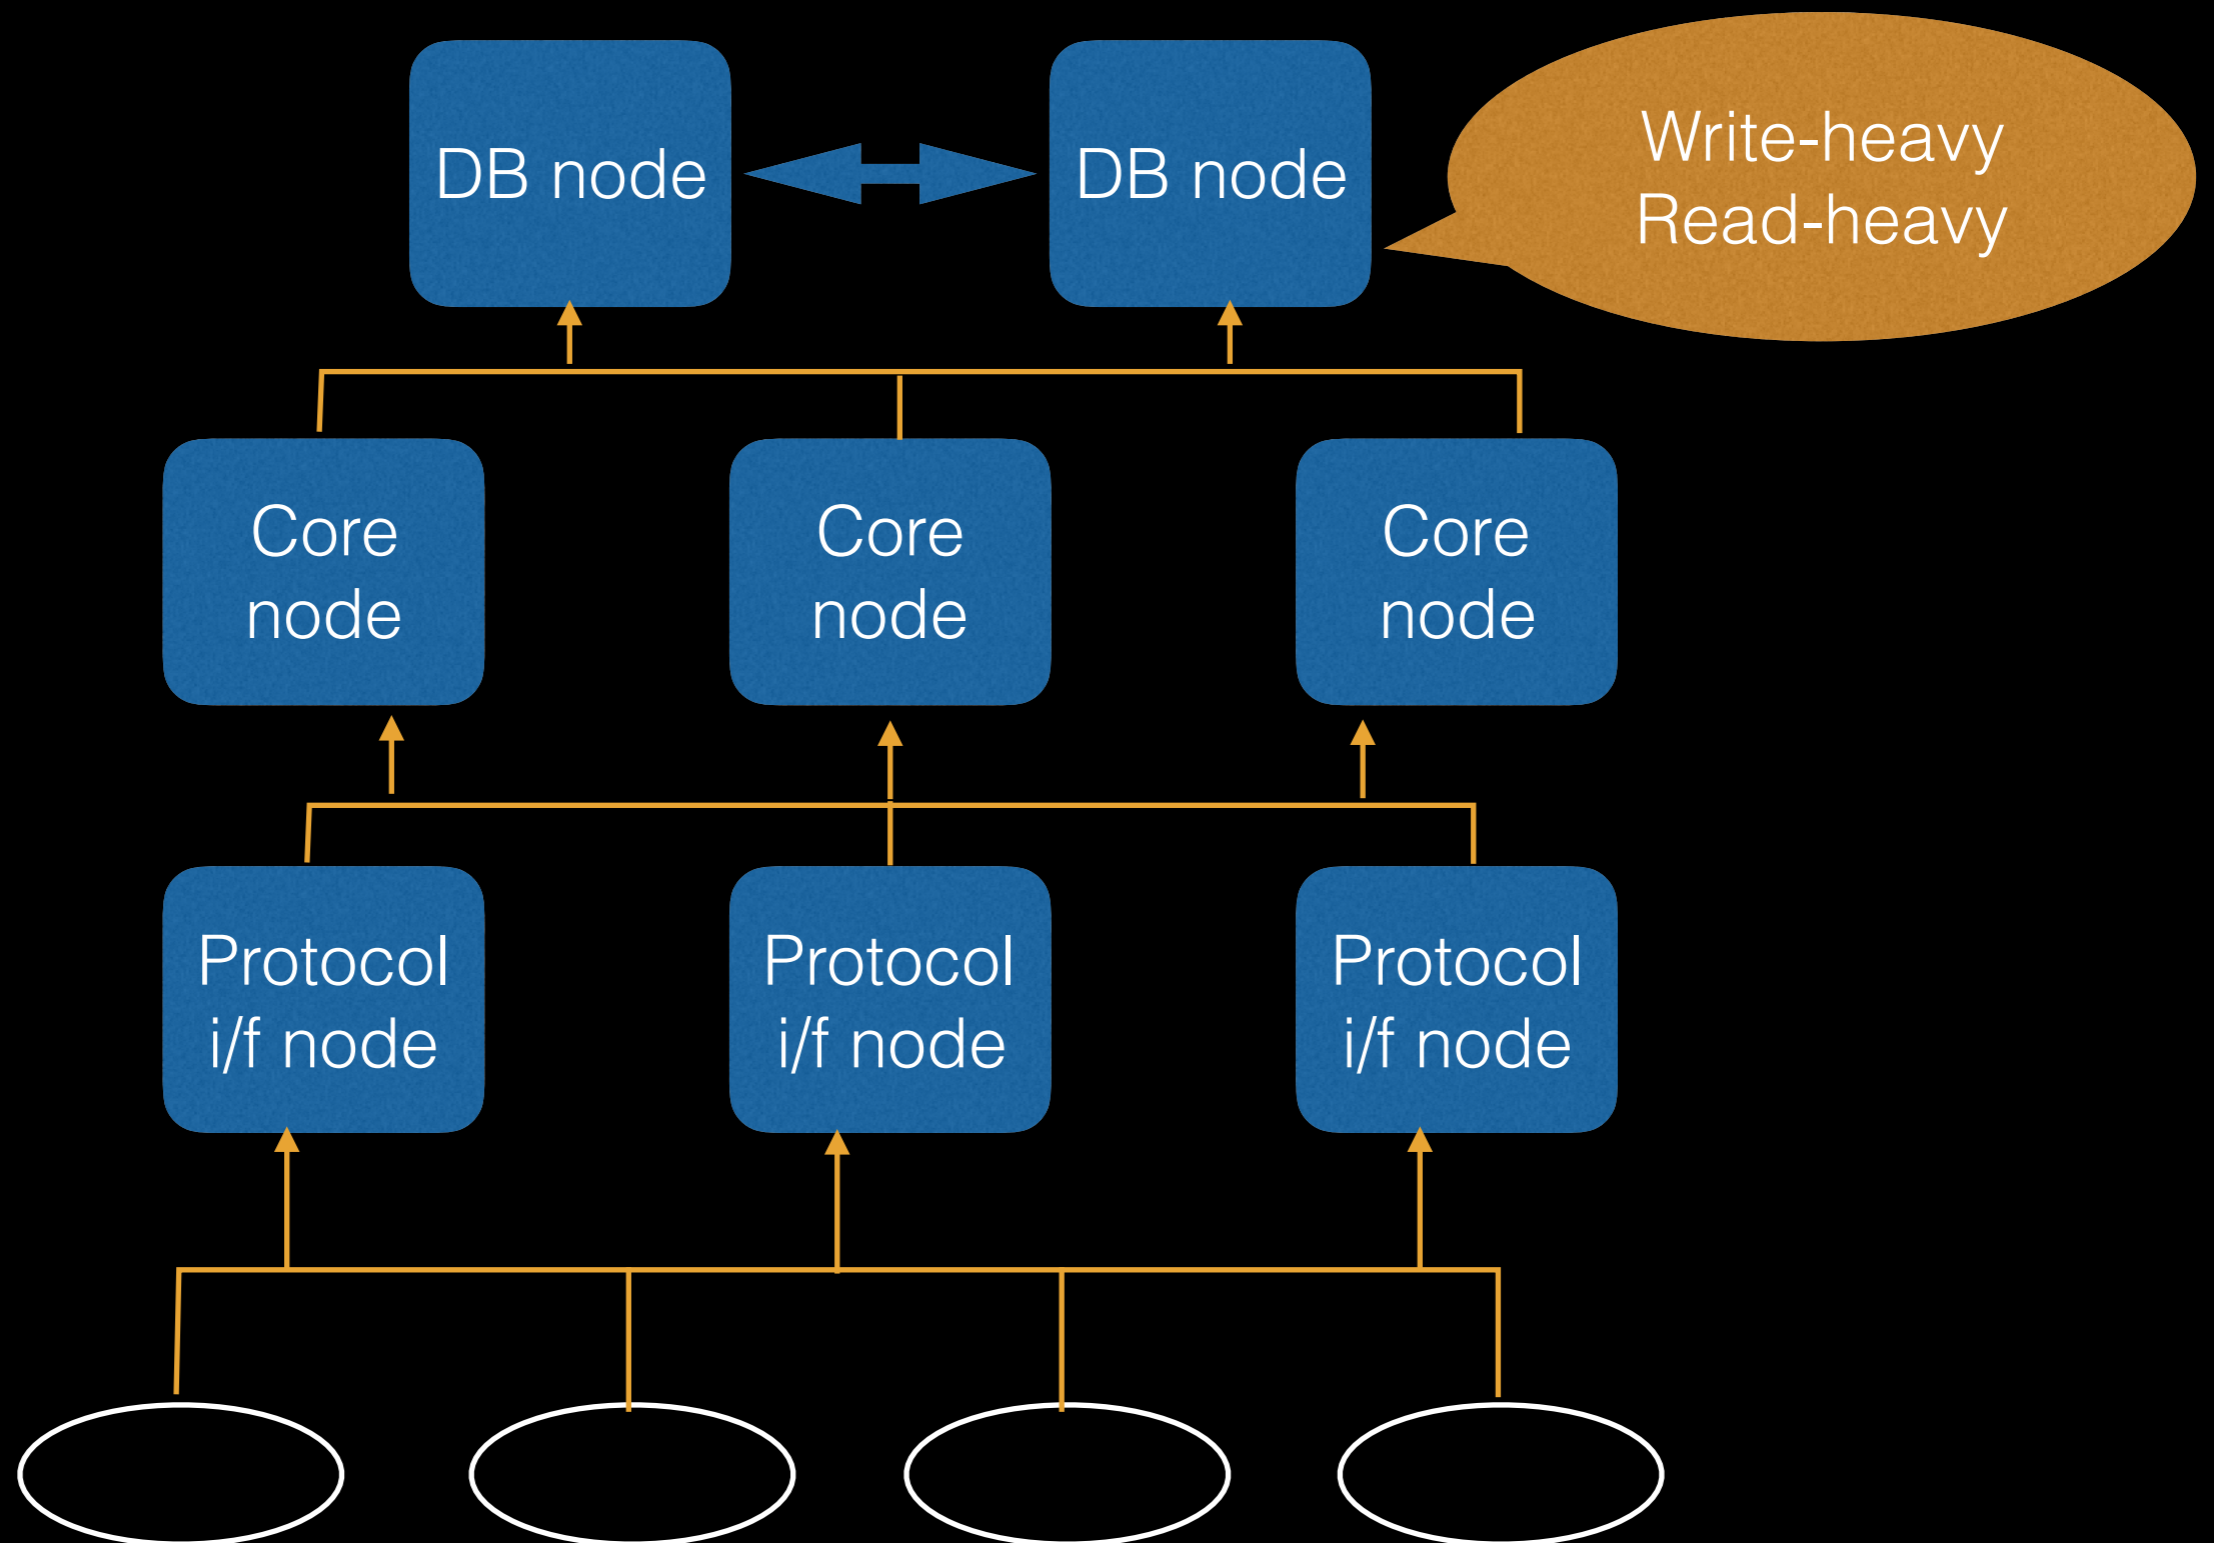 DB node
DB node
Write-heavy
Read-heavy
Core
node
Core
node
Core
node
Protocol
i/f node
Protocol
i/f node
Protocol
i/f node